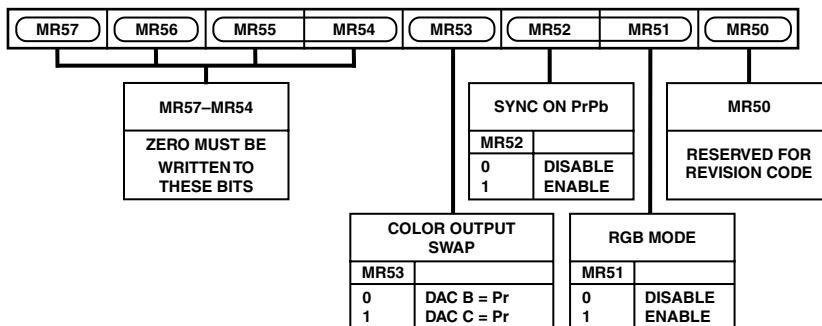 MR57 MR56 MR55 MR54 MR53 MR52 MR51 MR50
MR57–MR54
ZERO MUST BE
WRITTEN TO
THESE BITS
SYNC ON PrPb
MR52
0 DISABLE
1 ENABLE
MR50
RESERVED FOR
REVISION CODE
COLOR OUTPUT
SWAP
MR53
0 DAC B = Pr
1 DAC C = Pr
RGB MODE
MR51
0 DISABLE
1 ENABLE